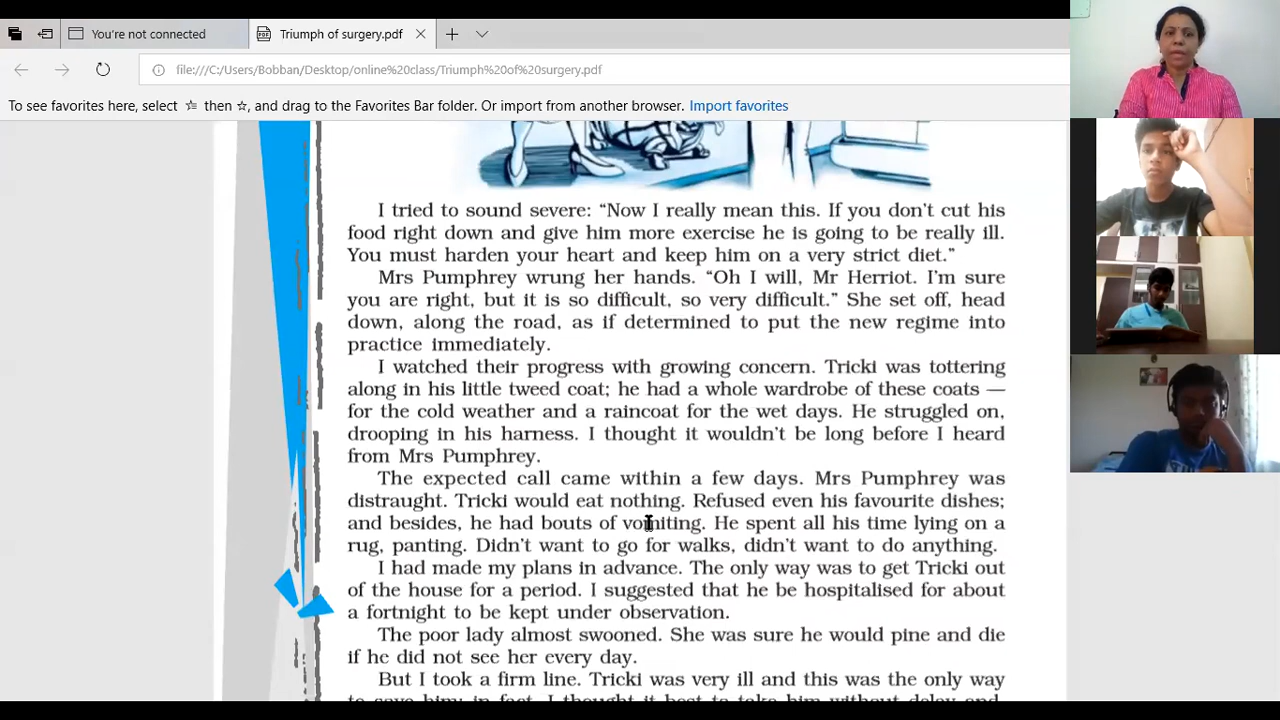 You're not connected
Triumph of surgery.pdf
file:///C:/Users/Bobban/Desktop/online%20class/Triumph%20of%20surgery.pdf
To see favorites here, select then ☆, and drag to the Favorites Bar folder. Or import from another browser. Import favorites
I tried to sound severe: “Now I really mean this. If you don’t cut his
food right down and give him more exercise he is going to be really ill.
You must harden your heart and keep him on a very strict diet.”
Mrs Pumphrey wrung her hands. “Oh I will, Mr Herriot. I’m sure
you are right, but it is so difficult, so very difficult.” She set off, head
down, along the road, as if determined to put the new regime into
practice immediately.
I watched their progress with growing concern. Tricki was tottering
along in his little tweed coat; he had a whole wardrobe of these coats —
for the cold weather and a raincoat for the wet days. He struggled on,
drooping in his harness. I thought it wouldn’t be long before I heard
from Mrs Pumphrey.
The expected call came within a few days. Mrs Pumphrey was
distraught. Tricki would eat nothing. Refused even his favourite dishes;
and besides, he had bouts of vomiting. He spent all his time lying on a
rug, panting. Didn’t want to go for walks, didn’t want to do anything.
I had made my plans in advance. The only way was to get Tricki out
of the house for a period. I suggested that he be hospitalised for about
a fortnight to be kept under observation.
The poor lady almost swooned. She was sure he would pine and die
if he did not see her every day.
But I took a firm line. Tricki was very ill and this was the only way
to save him; in fact, I thought it best to take him without delay and,